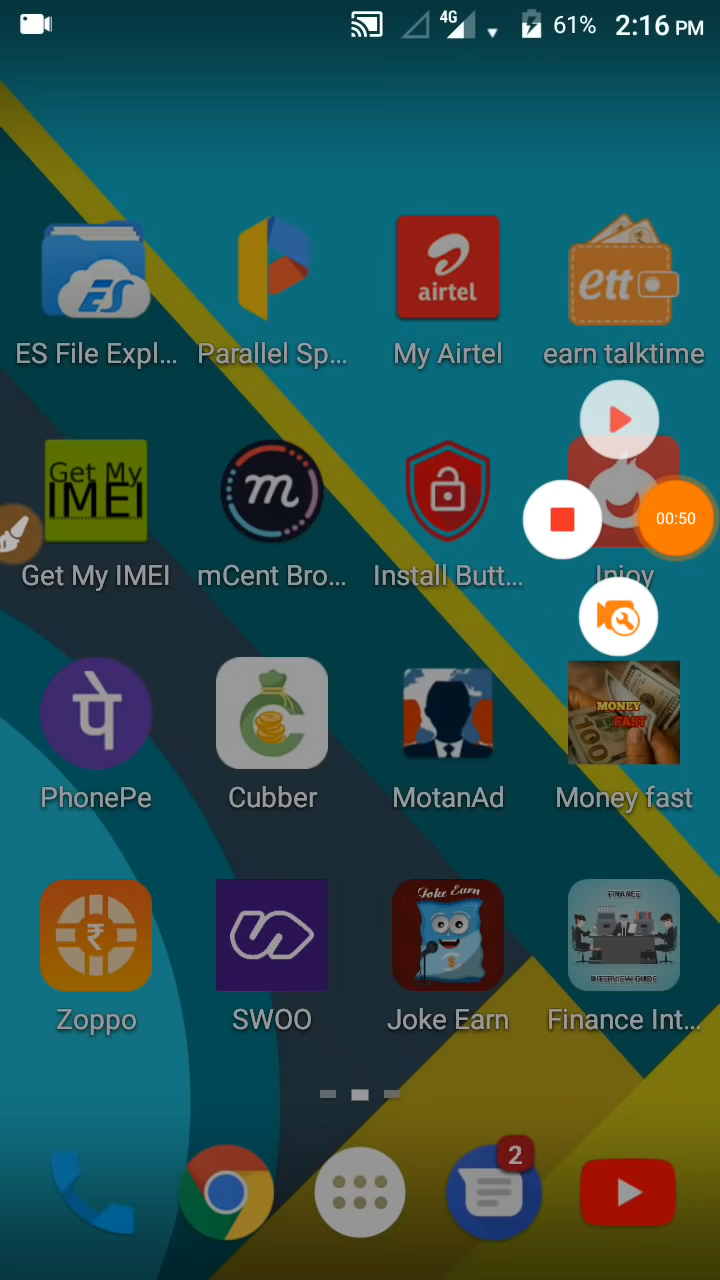 4G 61% 2:16 PM
ES
airtel
ett
ES File Expl... Parallel Sp... My Airtel earn talktime
Get My
IMEI
m
00:50
Get My IMEI mCent Bro... Install Butt... Injoy
पे
MONEY
FAST
100
PhonePe Cubber MotanAd Money fast
₹
Joke Earn
$
FINANCE
INTERVIEW GUIDE
Zoppo SWOO Joke Earn Finance Int...
2